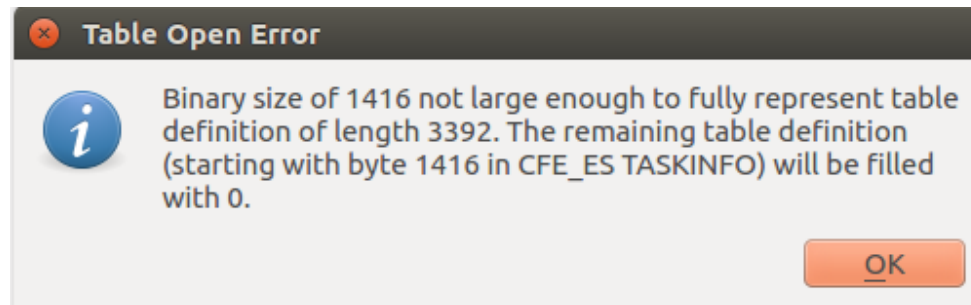 Table Open Error
Binary size of 1416 not large enough to fully represent table
definition of length 3392. The remaining table definition
(starting with byte 1416 in CFE_ES TASKINFO) will be filled
with 0.
OK